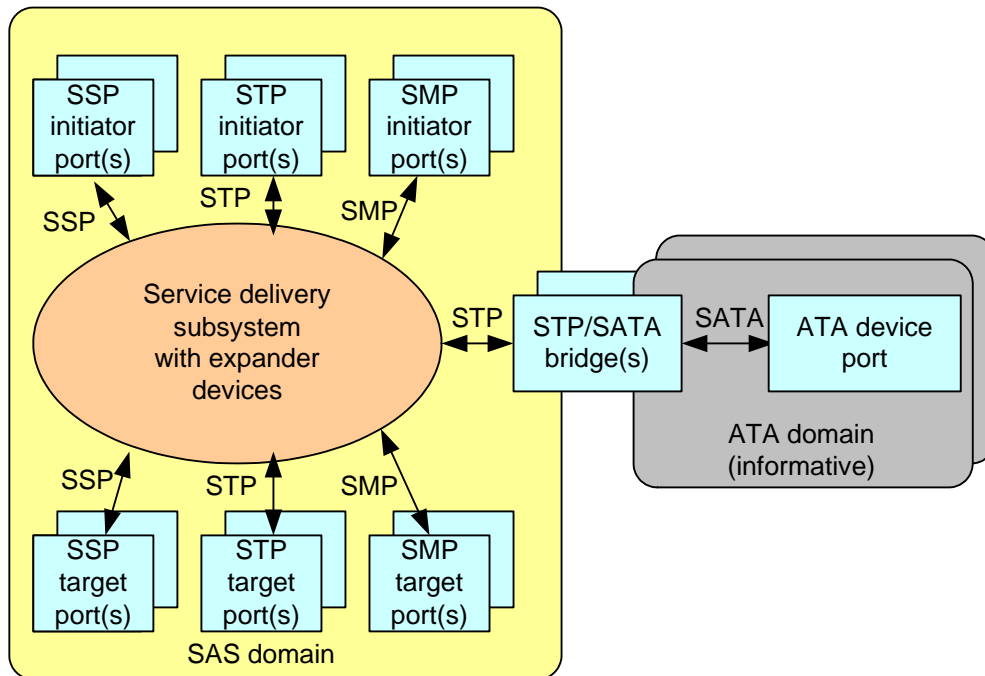 SSP
initiator
port(s)
STP
initiator
port(s)
SMP
initiator
port(s)
SSP
STP
SMP
Service delivery
subsystem
with expander
devices
STP
STP/SATA
bridge(s)
SATA
ATA device
port
ATA domain
(informative)
SSP
STP
SMP
SSP
target
port(s)
STP
target
port(s)
SMP
target
port(s)
SAS domain